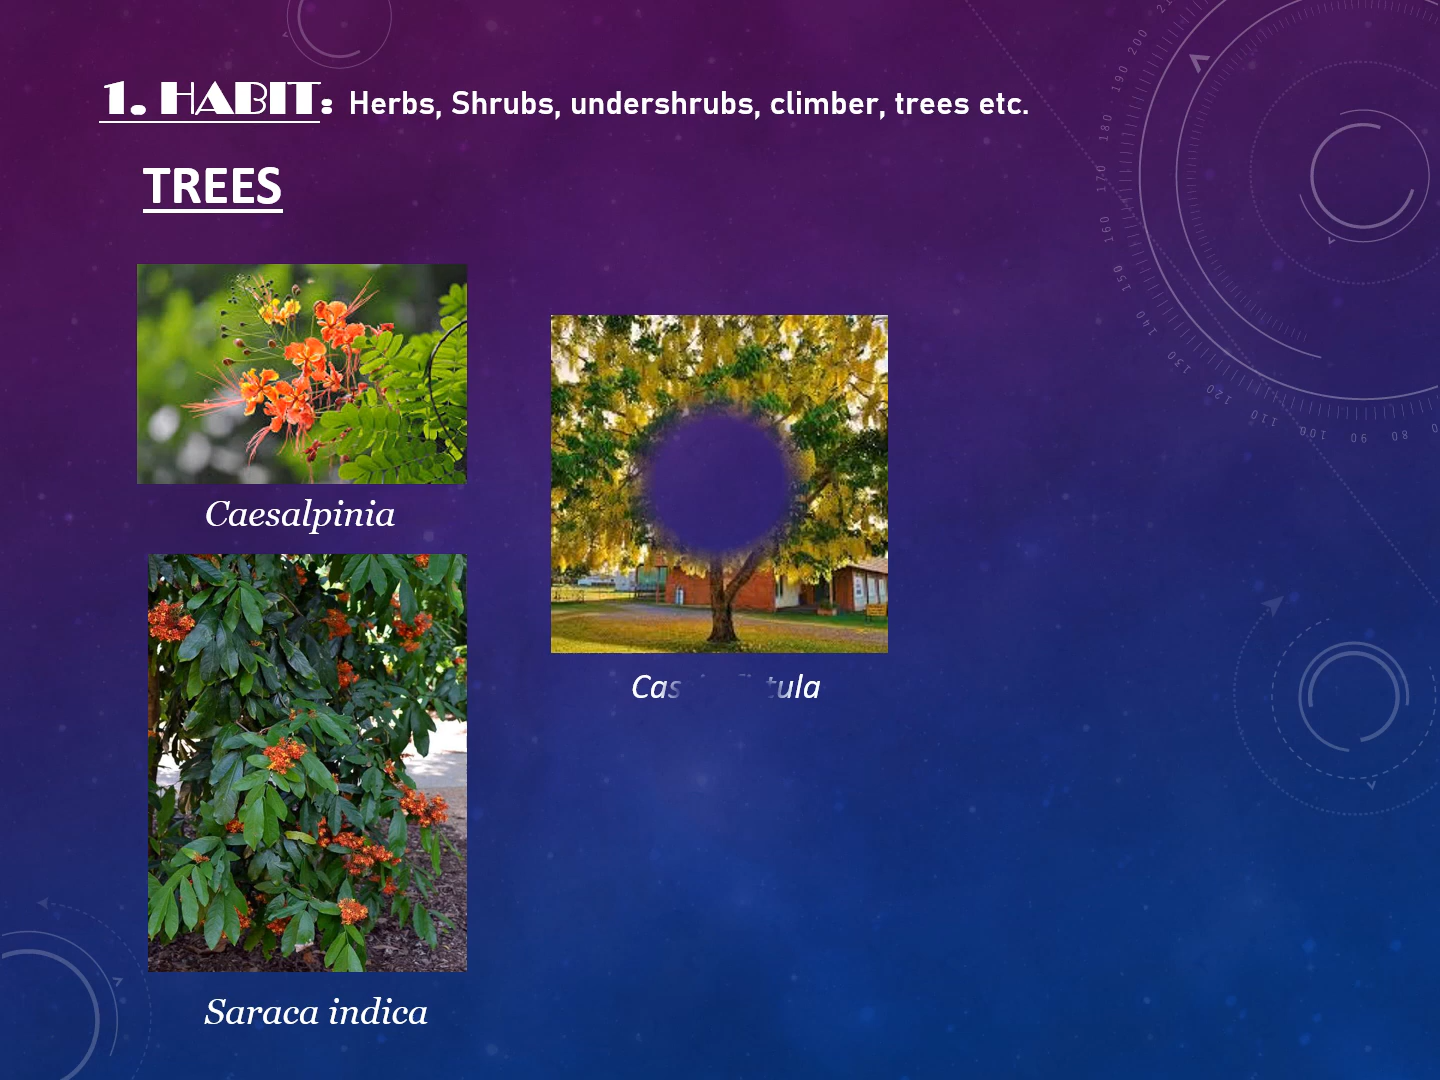 1. HABIT: Herbs, Shrubs, undershrubs, climber, trees etc.
TREES
Caesalpinia
Saraca indica